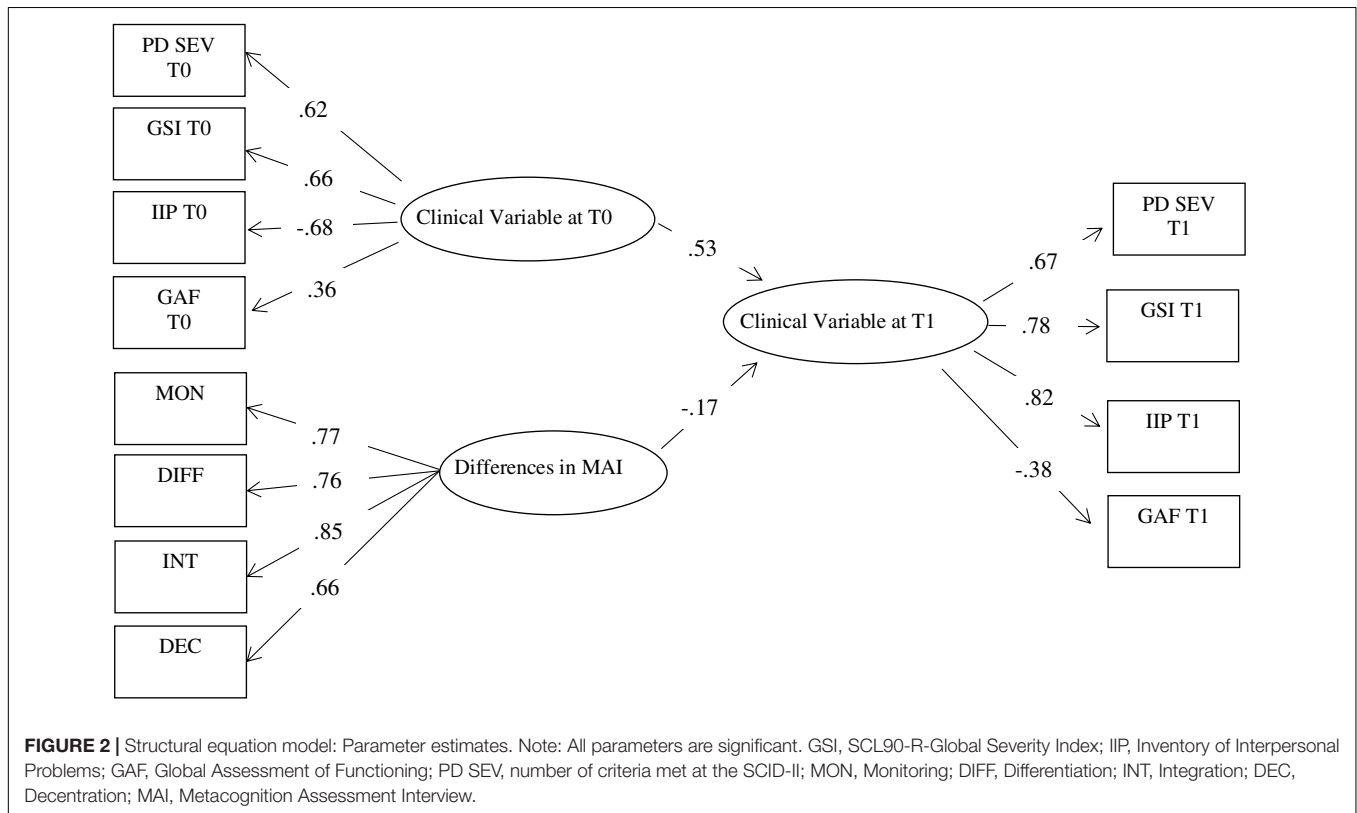 PD SEV
T0
.62
GSI T0
.66
IIP T0
-.68
GAF
T0
.36
Clinical Variable at T0
.53
MON
.77
DIFF
.76
INT
.85
DEC
.66
Differences in MAI
-.17
Clinical Variable at T1
PD SEV
T1
.67
GSI T1
.78
IIP T1
.82
GAF T1
-.38
FIGURE 2 | Structural equation model: Parameter estimates. Note: All parameters are significant. GSI, SCL90-R-Global Severity Index; IIP, Inventory of Interpersonal
Problems; GAF, Global Assessment of Functioning; PD SEV, number of criteria met at the SCID-II; MON, Monitoring; DIFF, Differentiation; INT, Integration; DEC,
Decentration; MAI, Metacognition Assessment Interview.